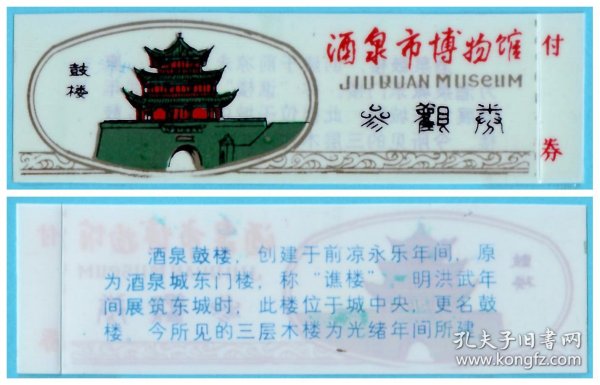 酒泉市博物馆
JIUQUAN MUSEUM
参观券
鼓楼
付
券
酒泉鼓楼，创建于前凉永乐年间，原
为酒泉城东门楼，称“谯楼”，明洪武年
间展筑东城时，此楼位于城中央，更名鼓
楼。今所见的三层木楼为光绪年间所建。
孔夫子旧书网
www.kongfz.com